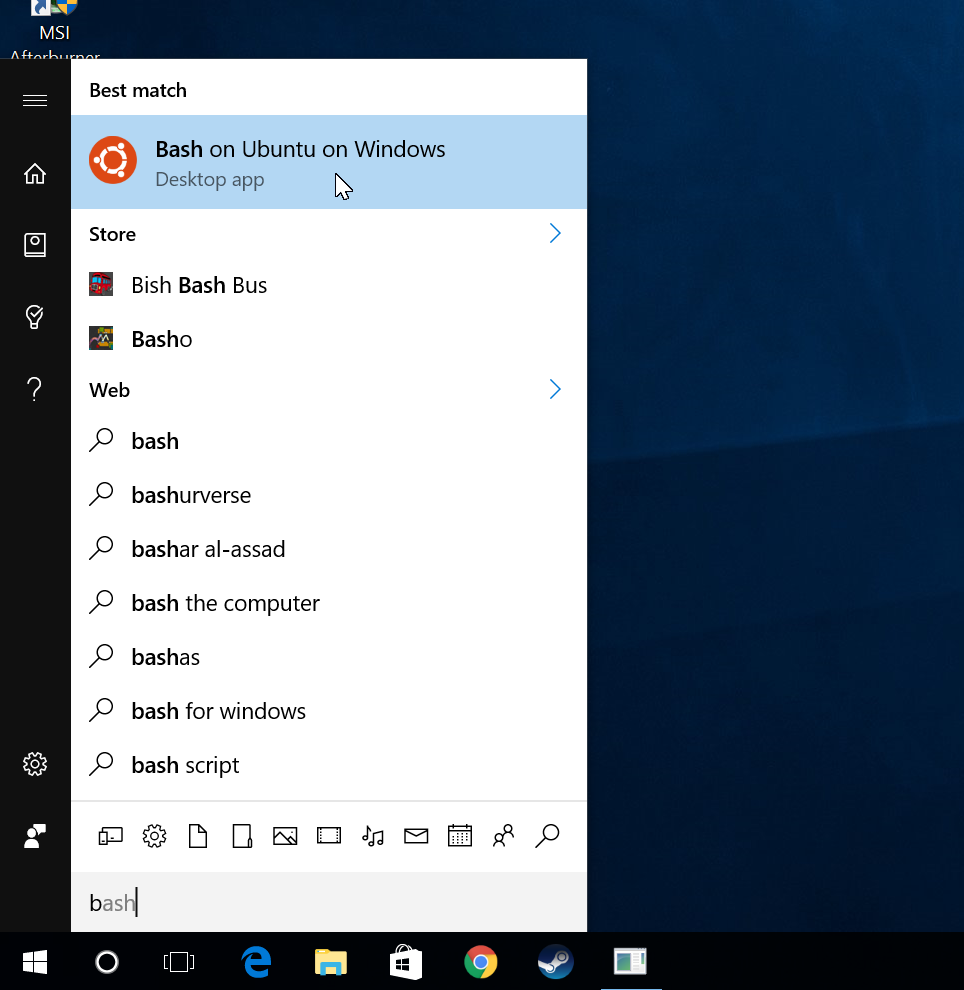 MSI
Afterburner
Best match
Bash on Ubuntu on Windows
Desktop app
Store
Bish Bash Bus
Basho
Web
bash
bashurverse
bashar al-assad
bash the computer
bashas
bash for windows
bash script
bash